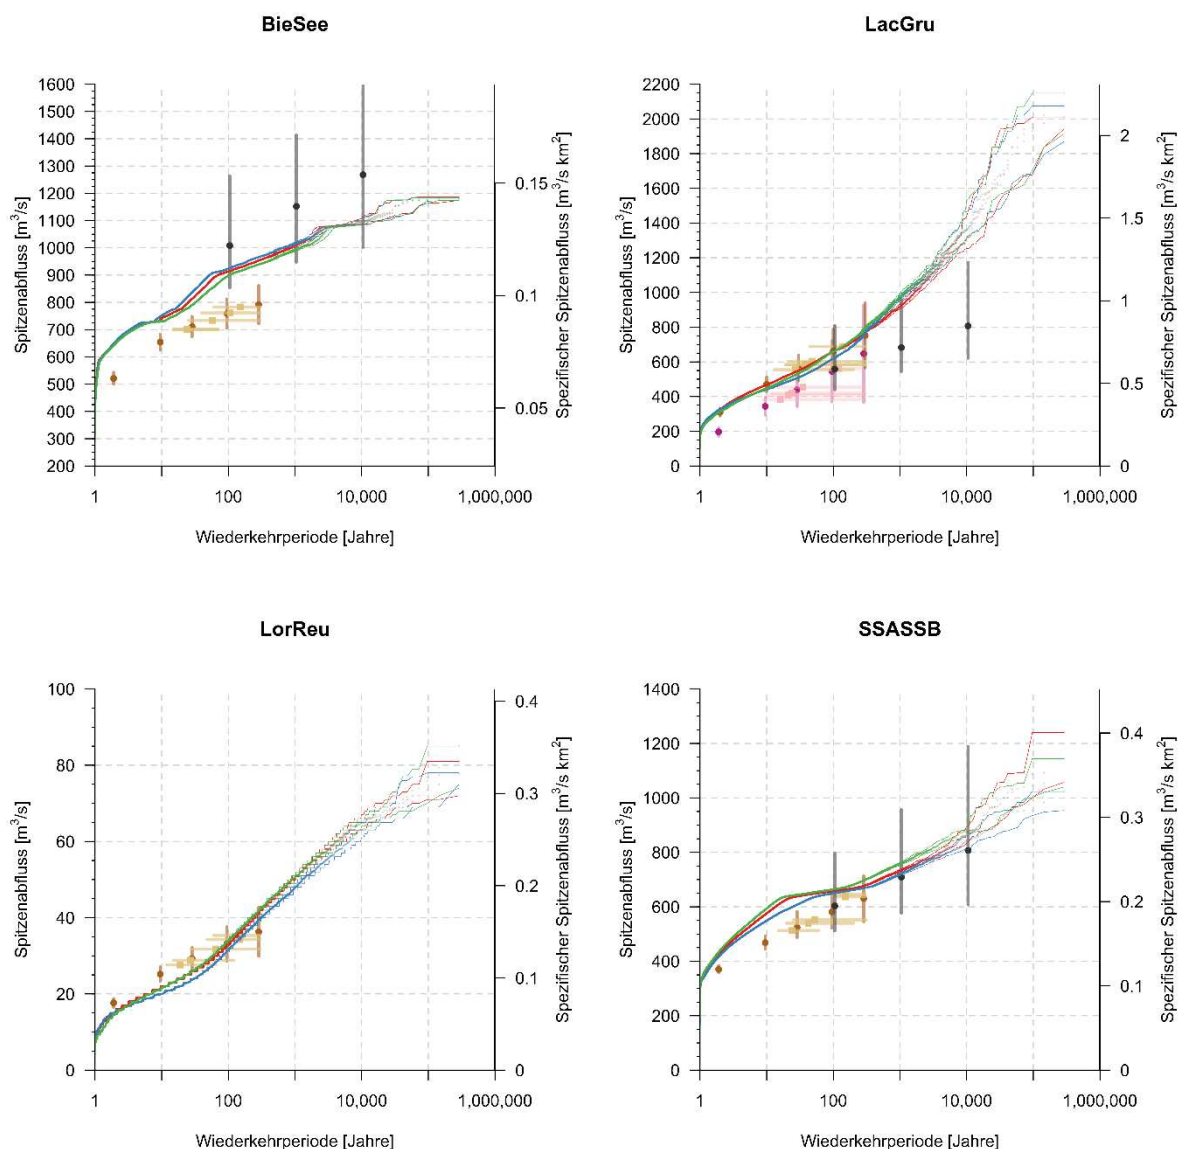 BieSee
1600
1500
1400
1300
1200
1100
1000
900
800
700
600
500
400
300
200
Spitzenabfluss [m³/s]
0.15
0.1
0.05
Spezifischer Spitzenabfluss [m³/s km²]
1 100 10,000 1,000,000
Wiederkehrperiode [Jahre]
LacGru
2200
2000
1800
1600
1400
1200
1000
800
600
400
200
0
Spitzenabfluss [m³/s]
2
1.5
1
0.5
0
Spezifischer Spitzenabfluss [m³/s km²]
1 100 10,000 1,000,000
Wiederkehrperiode [Jahre]
LorReu
100
80
60
40
20
0
Spitzenabfluss [m³/s]
0.4
0.3
0.2
0.1
0
Spezifischer Spitzenabfluss [m³/s km²]
1 100 10,000 1,000,000
Wiederkehrperiode [Jahre]
SSASSB
1400
1200
1000
800
600
400
200
0
Spitzenabfluss [m³/s]
0.4
0.3
0.2
0.1
0
Spezifischer Spitzenabfluss [m³/s km²]
1 100 10,000 1,000,000
Wiederkehrperiode [Jahre]